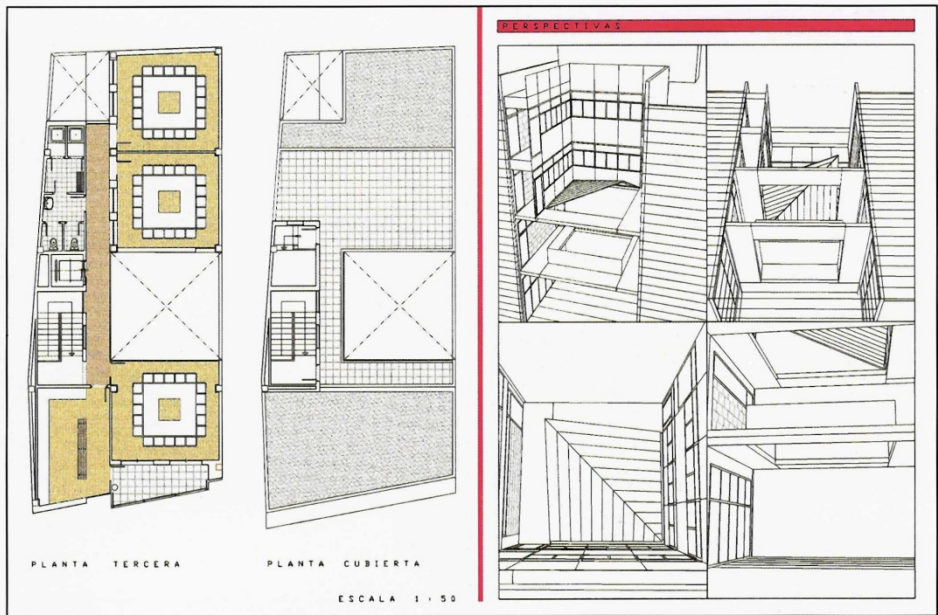 PLANTA TERCERA
PLANTA CUBIERTA
ESCALA 1:50
PERSPECTIVAS